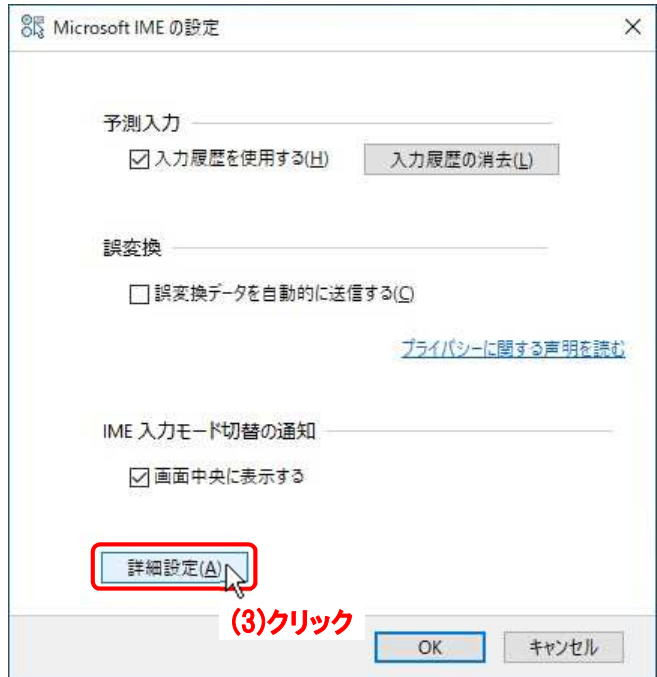 Microsoft IME の設定
予測入力
入力履歴を使用する(H)
入力履歴の消去(L)
誤変換
誤変換データを自動的に送信する(C)
プライバシーに関する声明を読む
IME 入力モード切替の通知
画面中央に表示する
詳細設定(A)
(3)クリック
OK
キャンセル